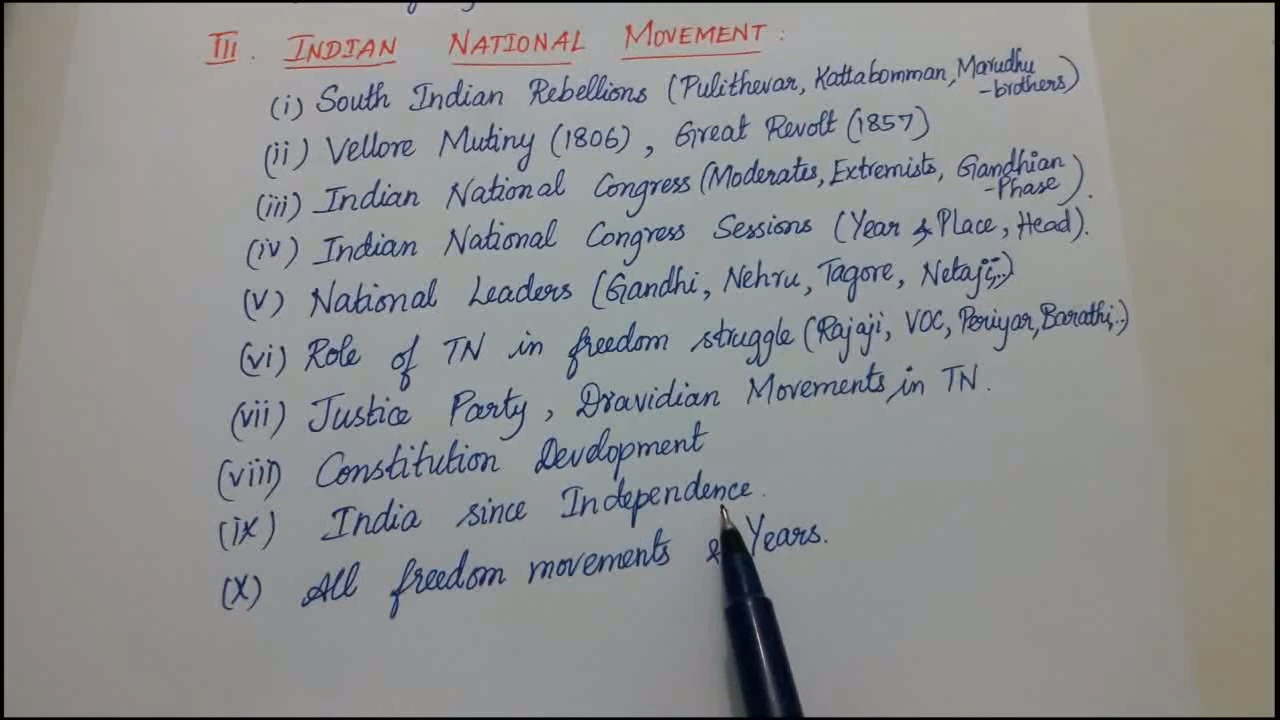 III. INDIAN NATIONAL MOVEMENT:
(i) South Indian Rebellions (Pulithevar, Kattabomman, Marudhu
-brothers)
(ii) Vellore Mutiny (1806), Great Revolt (1857)
(iii) Indian National Congress (Moderates, Extremists, Gandhian
-Phase).
(iv) Indian National Congress Sessions (Year & Place, Head).
(v) National Leaders (Gandhi, Nehru, Tagore, Netaji,..)
(vi) Role of TN in freedom struggle (Rajaji, VOC, Periyar, Barathi,..)
(vii) Justice Party, Dravidian Movements in TN.
(viii) Constitution Development
(ix) India since Independence.
(X) All freedom movements & Years.